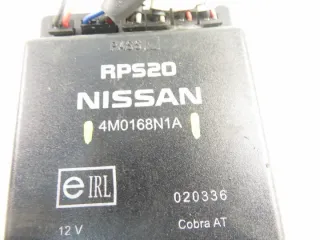 RPS20
NISSAN
4M0168N1A
e IRL
020336
12 V
Cobra AT